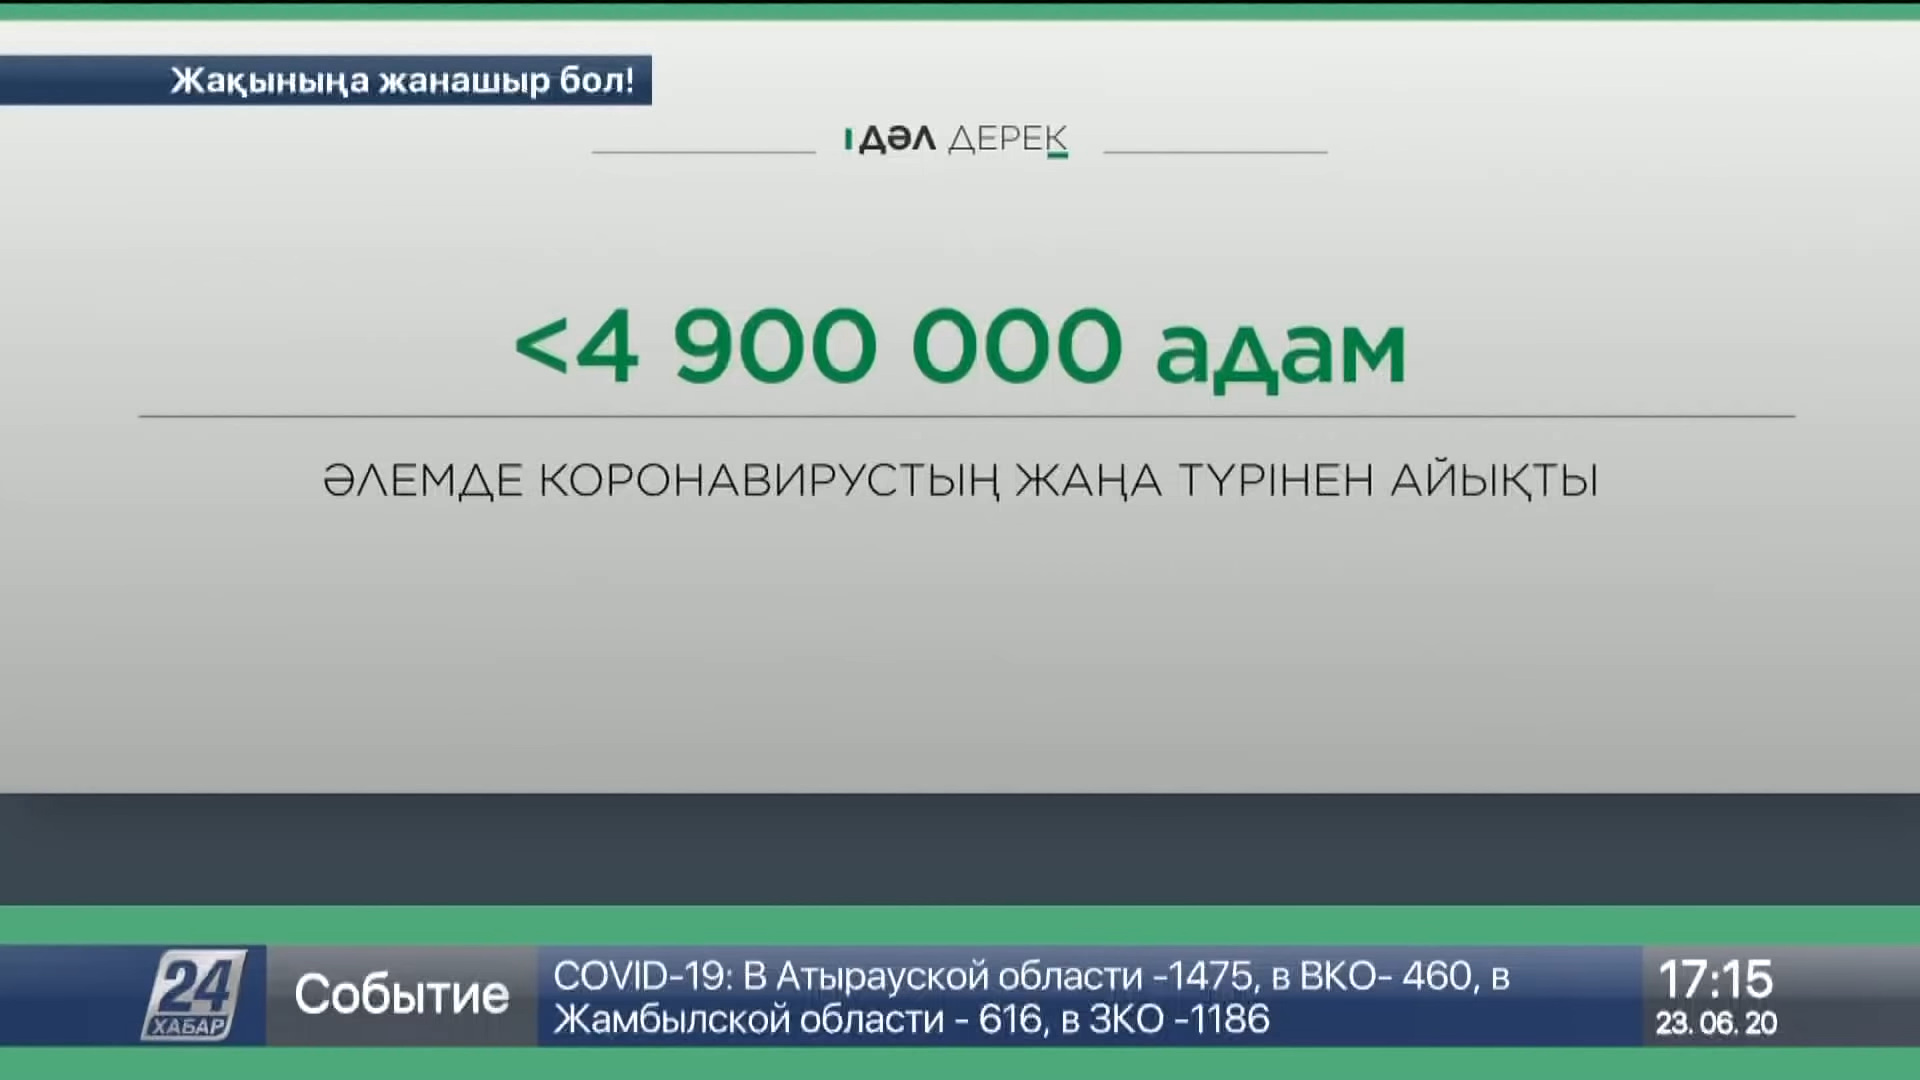 Жақыныңа жанашыр бол!
ДӘЛ ДЕРЕК
<4 900 000 адам
ӘЛЕМДЕ КОРОНАВИРУСТЫҢ ЖАҢА ТҮРІНЕН АЙЫҚТЫ
24
ХАБАР
Событие
COVID-19: В Атырауской области -1475, в ВКО- 460, в
Жамбылской области - 616, в ЗКО -1186
17:15
23. 06. 20